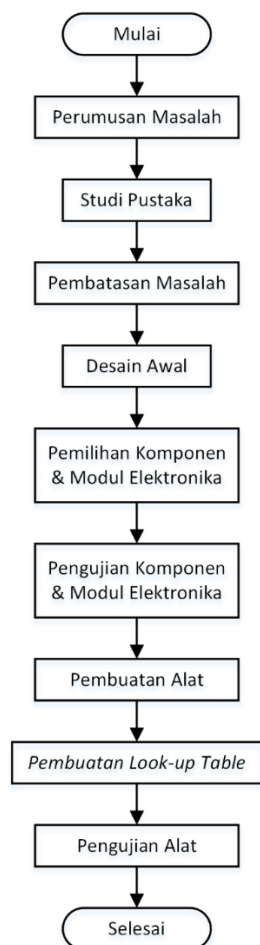 Mulai
Perumusan Masalah
Studi Pustaka
Pembatasan Masalah
Desain Awal
Pemilihan Komponen
& Modul Elektronika
Pengujian Komponen
& Modul Elektronika
Pembuatan Alat
Pembuatan Look-up Table
Pengujian Alat
Selesai